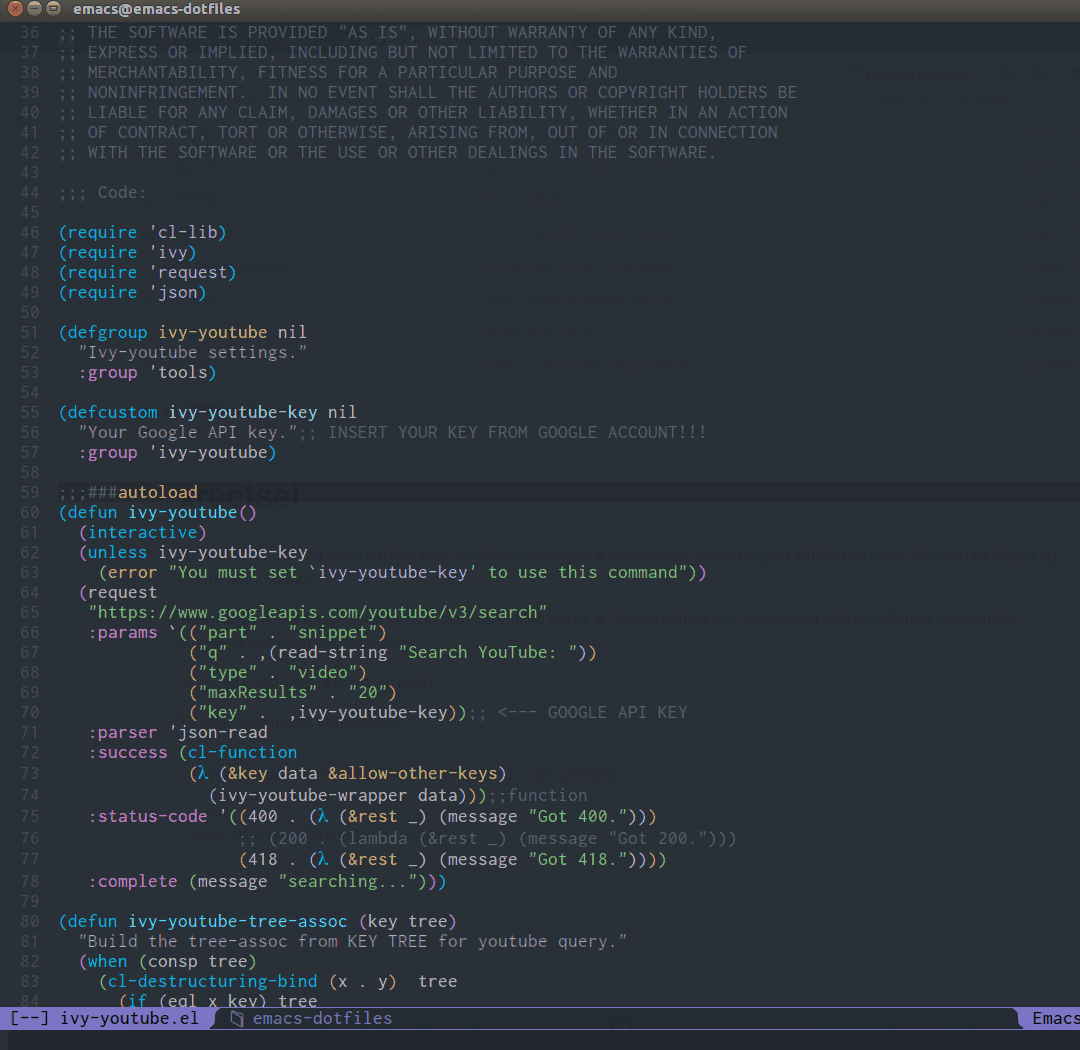 emacs@emacs-dotfiles
36 ;; THE SOFTWARE IS PROVIDED "AS IS", WITHOUT WARRANTY OF ANY KIND,
37 ;; EXPRESS OR IMPLIED, INCLUDING BUT NOT LIMITED TO THE WARRANTIES OF
38 ;; MERCHANTABILITY, FITNESS FOR A PARTICULAR PURPOSE AND
39 ;; NONINFRINGEMENT.  IN NO EVENT SHALL THE AUTHORS OR COPYRIGHT HOLDERS BE
40 ;; LIABLE FOR ANY CLAIM, DAMAGES OR OTHER LIABILITY, WHETHER IN AN ACTION
41 ;; OF CONTRACT, TORT OR OTHERWISE, ARISING FROM, OUT OF OR IN CONNECTION
42 ;; WITH THE SOFTWARE OR THE USE OR OTHER DEALINGS IN THE SOFTWARE.
43
44 ;;; Code:
45
46 (require 'cl-lib)
47 (require 'ivy)
48 (require 'request)
49 (require 'json)
50
51 (defgroup ivy-youtube nil
52   "Ivy-youtube settings."
53   :group 'tools)
54
55 (defcustom ivy-youtube-key nil
56   "Your Google API key.";; INSERT YOUR KEY FROM GOOGLE ACCOUNT!!!
57   :group 'ivy-youtube)
58
59 ;;;###autoload
60 (defun ivy-youtube()
61   (interactive)
62   (unless ivy-youtube-key
63     (error "You must set `ivy-youtube-key' to use this command"))
64   (request
65    "https://www.googleapis.com/youtube/v3/search"
66    :params `(("part" . "snippet")
67              ("q" . ,(read-string "Search YouTube: "))
68              ("type" . "video")
69              ("maxResults" . "20")
70              ("key" .  ,ivy-youtube-key));; <--- GOOGLE API KEY
71    :parser 'json-read
72    :success (cl-function
73              (λ (&key data &allow-other-keys)
74                (ivy-youtube-wrapper data)));;function
75    :status-code '((400 . (λ (&rest _) (message "Got 400.")))
76                   ;; (200 . (lambda (&rest _) (message "Got 200.")))
77                   (418 . (λ (&rest _) (message "Got 418."))))
78    :complete (message "searching...")))
79
80 (defun ivy-youtube-tree-assoc (key tree)
81   "Build the tree-assoc from KEY TREE for youtube query."
82   (when (consp tree)
83     (cl-destructuring-bind (x . y)  tree
84       (if (eql x key) tree
[--] ivy-youtube.el emacs-dotfiles Emacs